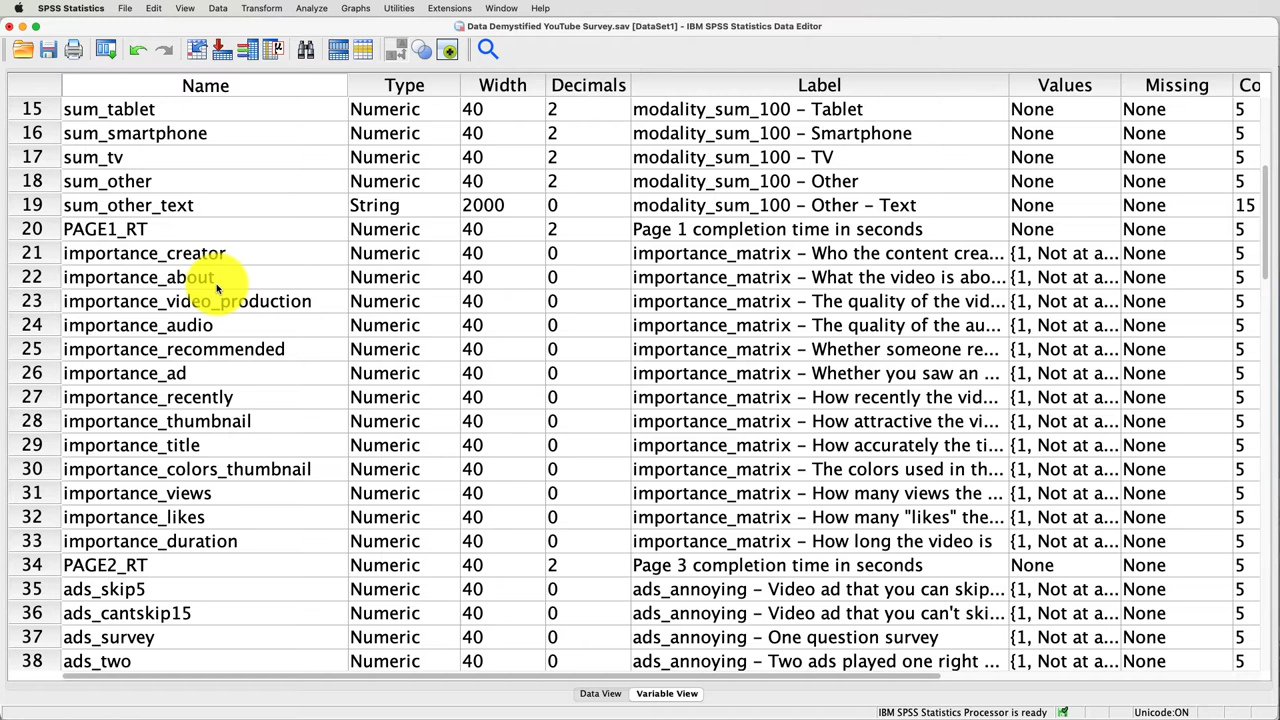 SPSS Statistics File Edit View Data Transform Analyze Graphs Utilities Extensions Window Help
Data Demystified YouTube Survey.sav [DataSet1] - IBM SPSS Statistics Data Editor
Name Type Width Decimals Label Values Missing Co
15 sum_tablet Numeric 40 2 modality_sum_100 - Tablet None None 5
16 sum_smartphone Numeric 40 2 modality_sum_100 - Smartphone None None 5
17 sum_tv Numeric 40 2 modality_sum_100 - TV None None 5
18 sum_other Numeric 40 2 modality_sum_100 - Other None None 5
19 sum_other_text String 2000 0 modality_sum_100 - Other - Text None None 15
20 PAGE1_RT Numeric 40 2 Page 1 completion time in seconds None None 5
21 importance_creator Numeric 40 0 importance_matrix - Who the content crea... {1, Not at a... None 5
22 importance_about Numeric 40 0 importance_matrix - What the video is abo... {1, Not at a... None 5
23 importance_video_production Numeric 40 0 importance_matrix - The quality of the vid... {1, Not at a... None 5
24 importance_audio Numeric 40 0 importance_matrix - The quality of the au... {1, Not at a... None 5
25 importance_recommended Numeric 40 0 importance_matrix - Whether someone re... {1, Not at a... None 5
26 importance_ad Numeric 40 0 importance_matrix - Whether you saw an ... {1, Not at a... None 5
27 importance_recently Numeric 40 0 importance_matrix - How recently the vid... {1, Not at a... None 5
28 importance_thumbnail Numeric 40 0 importance_matrix - How attractive the vi... {1, Not at a... None 5
29 importance_title Numeric 40 0 importance_matrix - How accurately the ti... {1, Not at a... None 5
30 importance_colors_thumbnail Numeric 40 0 importance_matrix - The colors used in th... {1, Not at a... None 5
31 importance_views Numeric 40 0 importance_matrix - How many views the ... {1, Not at a... None 5
32 importance_likes Numeric 40 0 importance_matrix - How many "likes" the... {1, Not at a... None 5
33 importance_duration Numeric 40 0 importance_matrix - How long the video is {1, Not at a... None 5
34 PAGE2_RT Numeric 40 2 Page 3 completion time in seconds None None 5
35 ads_skip5 Numeric 40 0 ads_annoying - Video ad that you can skip... {1, Not at a... None 5
36 ads_cantskip15 Numeric 40 0 ads_annoying - Video ad that you can't ski... {1, Not at a... None 5
37 ads_survey Numeric 40 0 ads_annoying - One question survey {1, Not at a... None 5
38 ads_two Numeric 40 0 ads_annoying - Two ads played one right ... {1, Not at a... None 5
Data View Variable View
IBM SPSS Statistics Processor is ready Unicode:ON